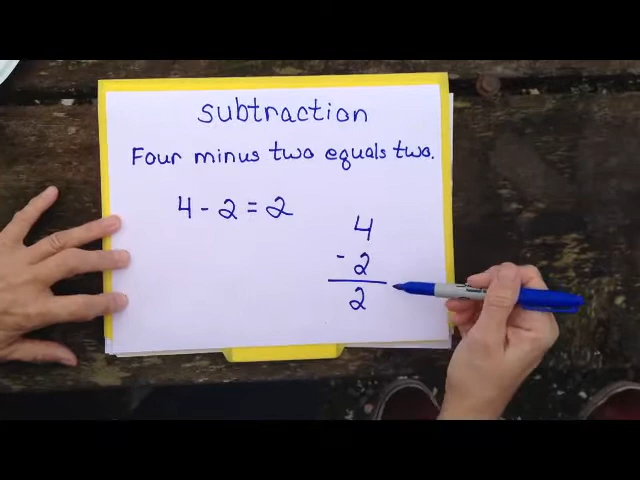 subtraction
Four minus two equals two.
4 - 2 = 2
4
- 2
2